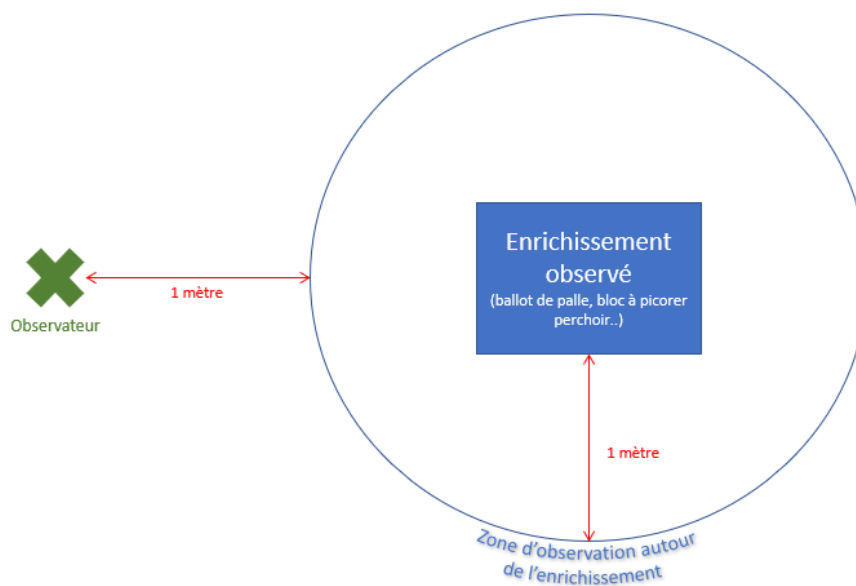 Enrichissement
observé
(ballot de palle, bloc à picorer
perchoir..)
1 mètre
Observateur
1 mètre
Zone d'observation autour
de l'enrichissement